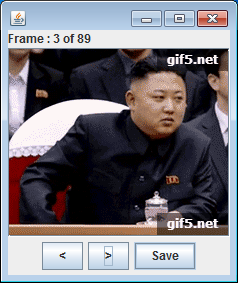 Frame : 3 of 89
gif5.net
gif5.net
<
>
Save